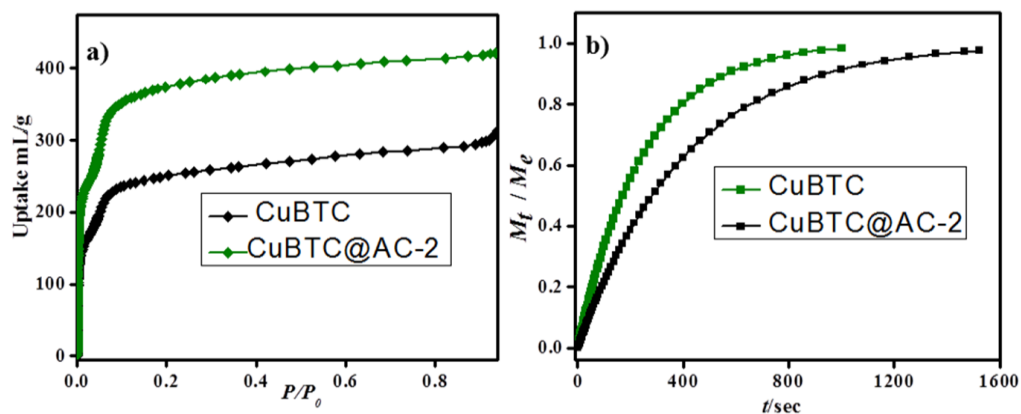 a)
Uptake mL/g
400
300
200
100
0
0.0 0.2 0.4 0.6 0.8
P/P₀
CuBTC
CuBTC@AC-2
b)
M_t / M_e
1.0
0.8
0.6
0.4
0.2
0.0
0 400 800 1200 1600
t/sec
CuBTC
CuBTC@AC-2